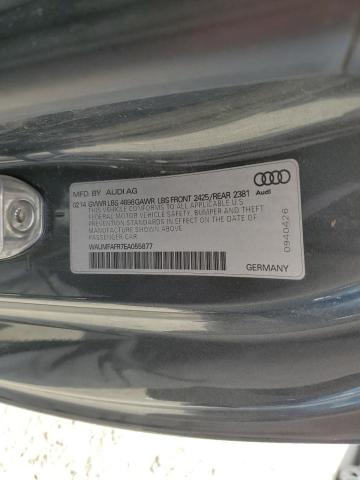 MFD. BY AUDI AG
02.14 GVWR LBS 4696 GAWR LBS FRONT 2425/REAR 2381
THIS VEHICLE CONFORMS TO ALL APPLICABLE U.S.
FEDERAL MOTOR VEHICLE SAFETY, BUMPER AND THEFT
PREVENTION STANDARDS IN EFFECT ON THE DATE OF
MANUFACTURE SHOWN ABOVE.
PASSENGER CAR
WAUMFAFR7EA055877
Audi
0940426
GERMANY